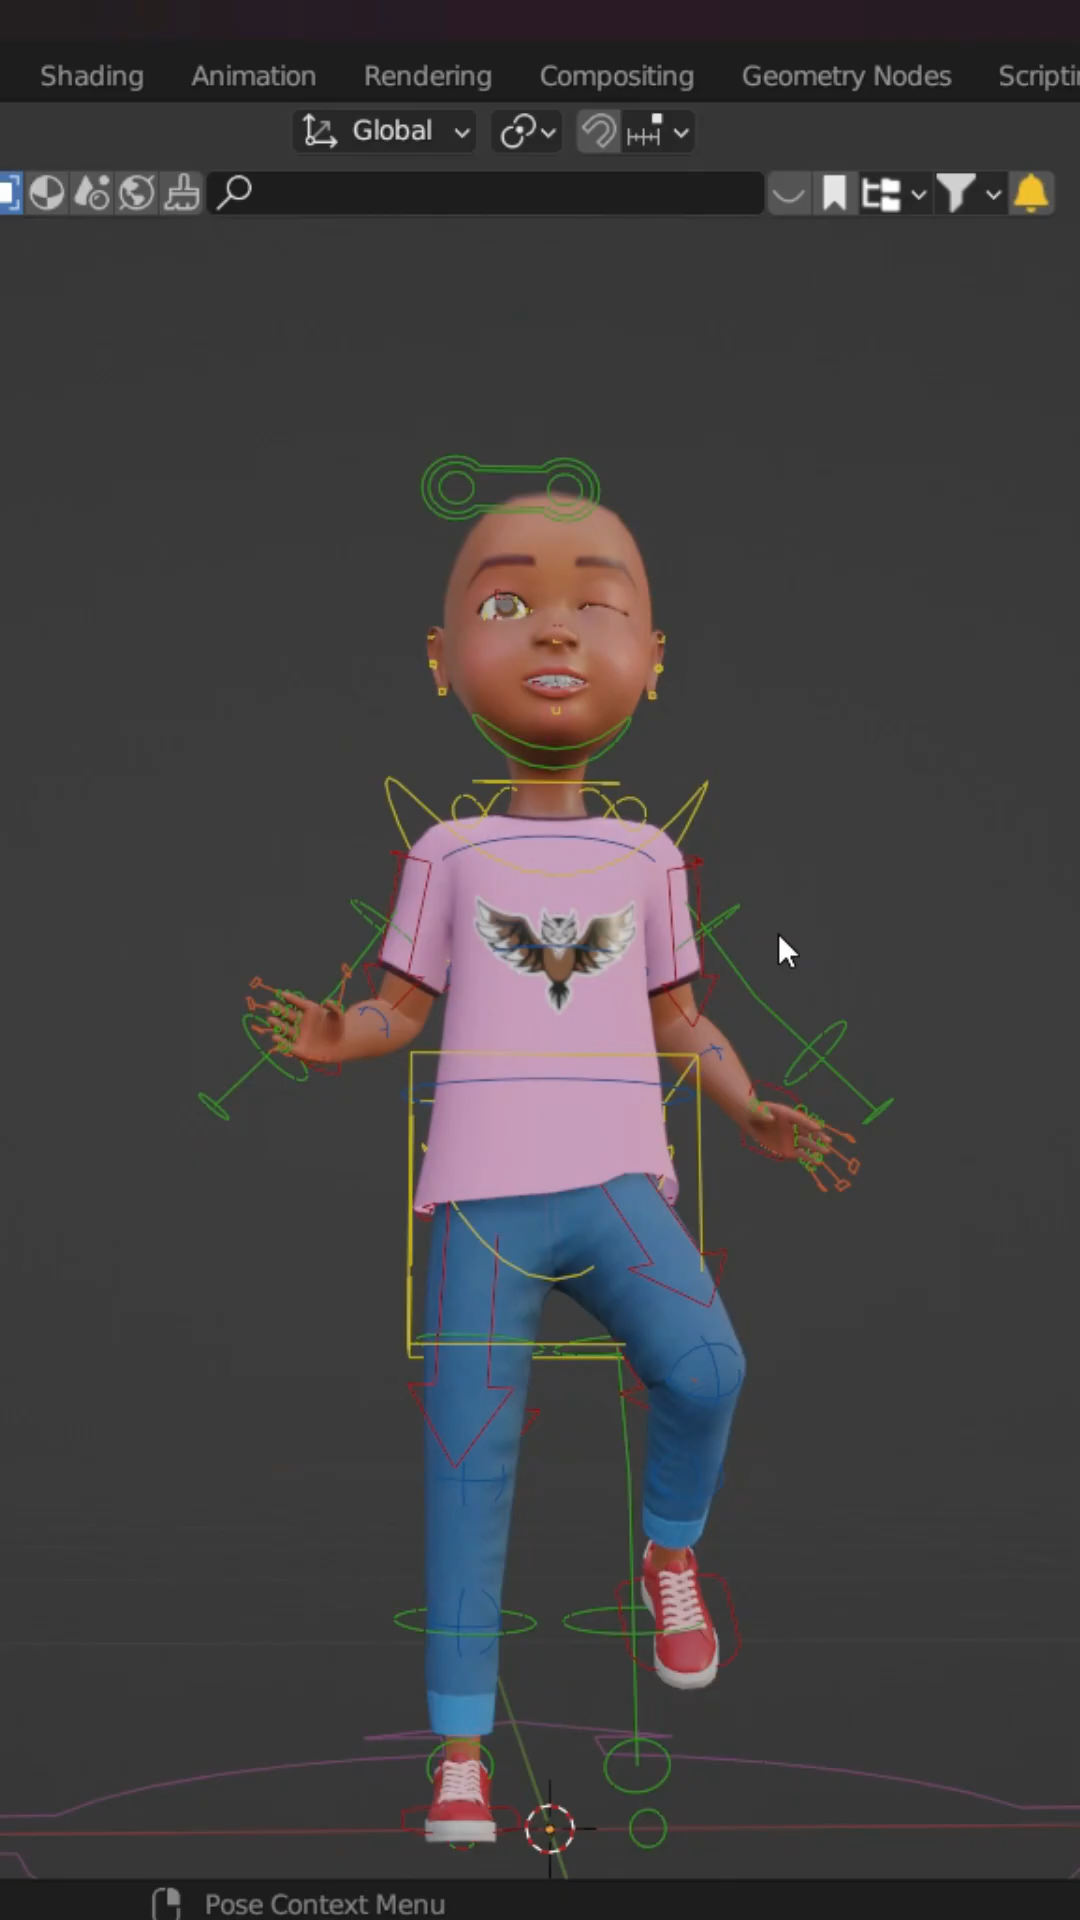 Shading Animation Rendering Compositing Geometry Nodes Scripti
Global
Pose Context Menu